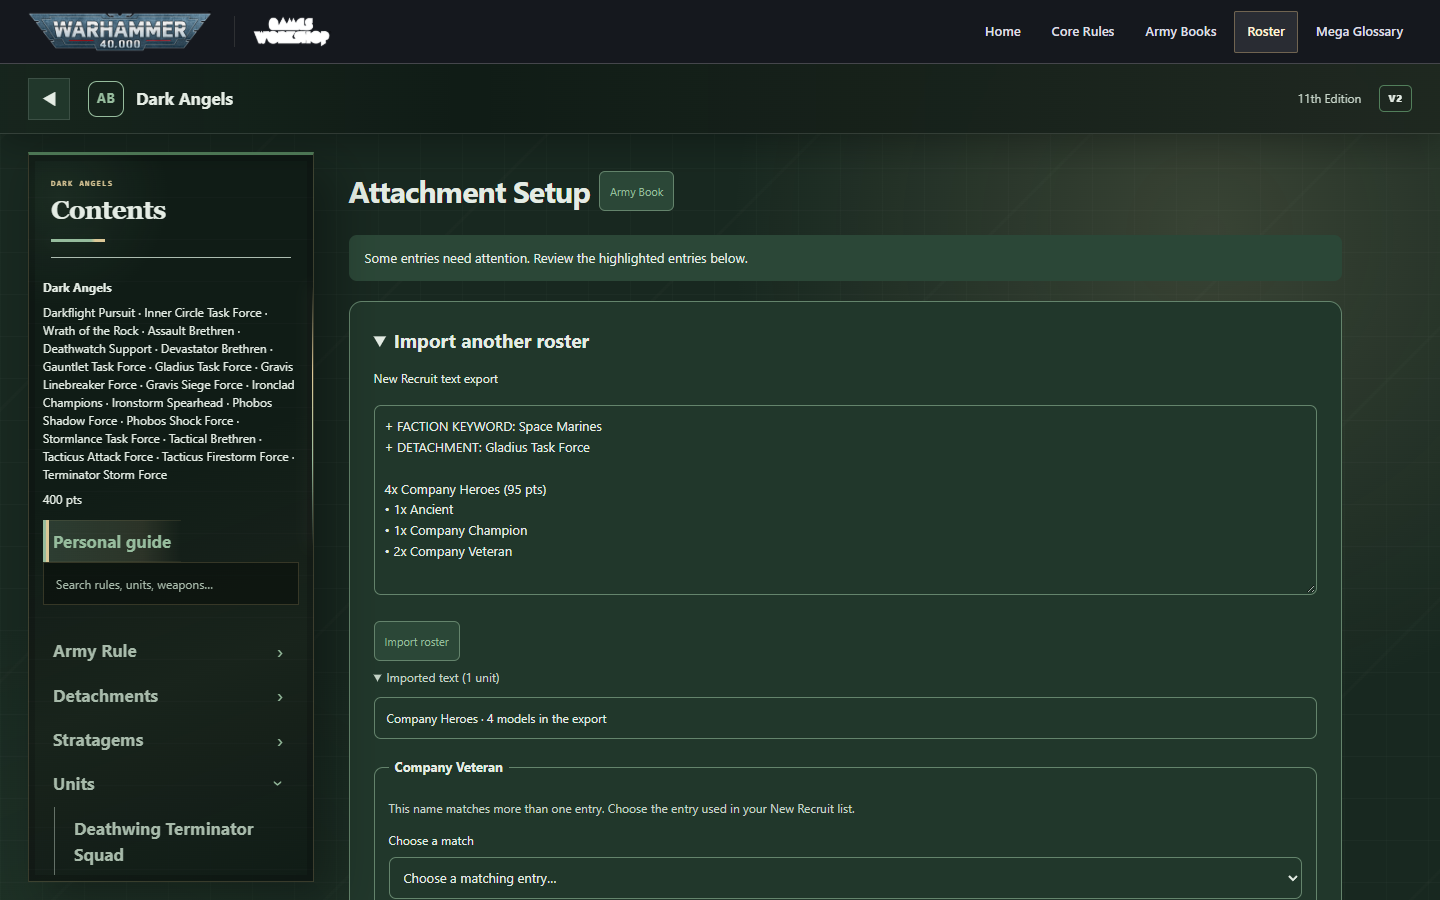 WARHAMMER
40.000
GAMES
WORKSHOP
Home
Core Rules
Army Books
Roster
Mega Glossary
◀
AB
Dark Angels
11th Edition
V2
DARK ANGELS
Contents
Dark Angels
Darkflight Pursuit · Inner Circle Task Force ·
Wrath of the Rock · Assault Brethren ·
Deathwatch Support · Devastator Brethren ·
Gauntlet Task Force · Gladius Task Force · Gravis
Linebreaker Force · Gravis Siege Force · Ironclad
Champions · Ironstorm Spearhead · Phobos
Shadow Force · Phobos Shock Force ·
Stormlance Task Force · Tactical Brethren ·
Tacticus Attack Force · Tacticus Firestorm Force ·
Terminator Storm Force
400 pts
Personal guide
Search rules, units, weapons...
Army Rule
Detachments
Stratagems
Units
Deathwing Terminator
Squad
Attachment Setup
Army Book
Some entries need attention. Review the highlighted entries below.
▼ Import another roster
New Recruit text export
+ FACTION KEYWORD: Space Marines
+ DETACHMENT: Gladius Task Force
4x Company Heroes (95 pts)
• 1x Ancient
• 1x Company Champion
• 2x Company Veteran
Import roster
▼ Imported text (1 unit)
Company Heroes · 4 models in the export
Company Veteran
This name matches more than one entry. Choose the entry used in your New Recruit list.
Choose a match
Choose a matching entry...